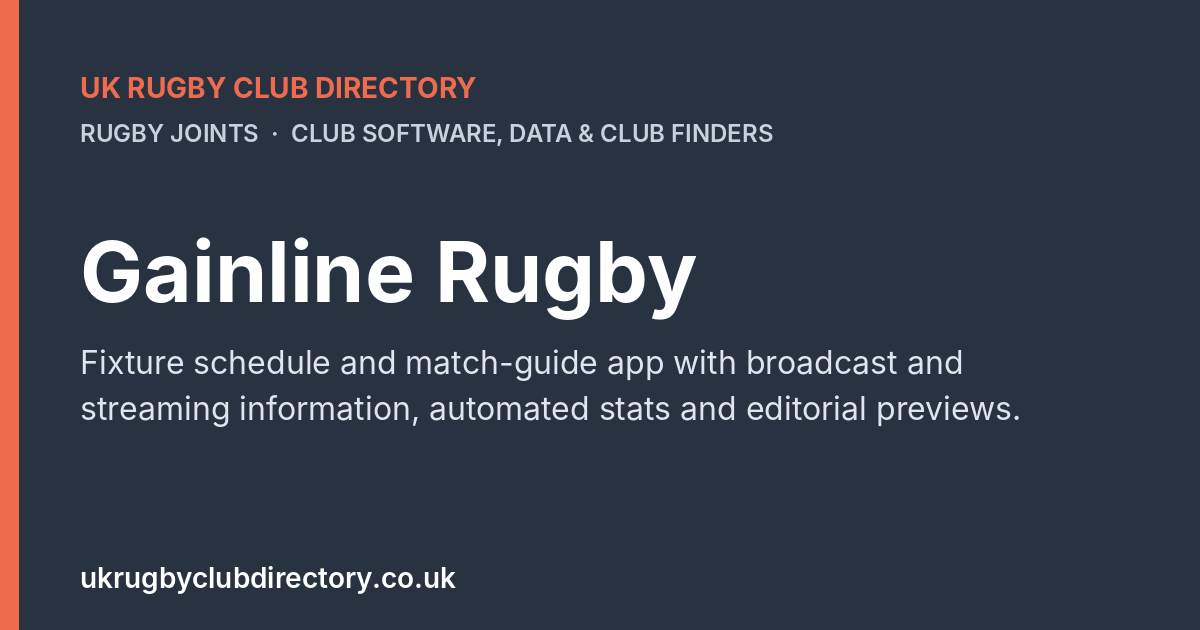 UK RUGBY CLUB DIRECTORY
RUGBY JOINTS · CLUB SOFTWARE, DATA & CLUB FINDERS
Gainline Rugby
Fixture schedule and match-guide app with broadcast and
streaming information, automated stats and editorial previews.
ukrugbyclubdirectory.co.uk